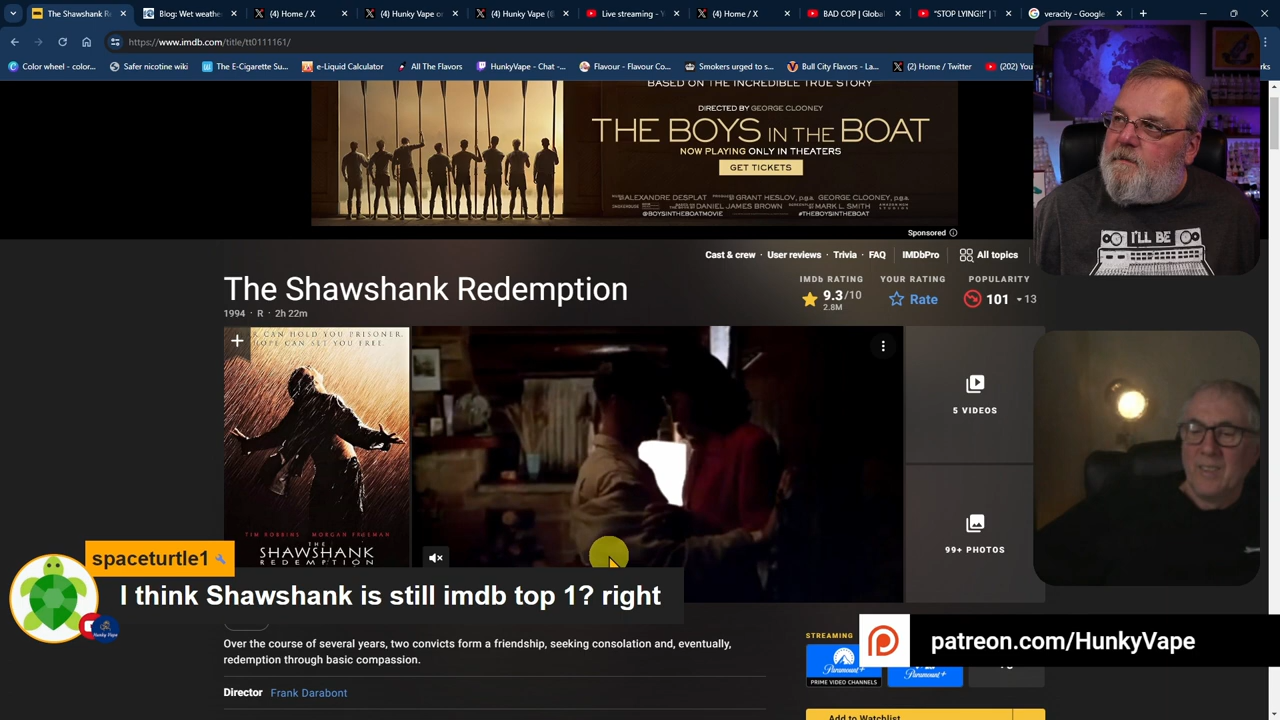 The Shawshank R
Blog: Wet weathe
(4) Home / X
(4) Hunky Vape o
(4) Hunky Vape (@
Live streaming - Y
(4) Home / X
BAD COP | Global
"STOP LYING!!" | T
veracity - Google
https://www.imdb.com/title/tt0111161/
Color wheel - color...
Safer nicotine wiki
The E-Cigarette Su...
e-Liquid Calculator
All The Flavors
HunkyVape - Chat -...
Flavour - Flavour Co...
Smokers urged to s...
Bull City Flavors - La...
(2) Home / Twitter
(202) You
rks
BASED ON THE INCREDIBLE TRUE STORY
DIRECTED BY GEORGE CLOONEY
THE BOYS IN THE BOAT
NOW PLAYING ONLY IN THEATERS
GET TICKETS
@BOYSINTHEBOATMOVIE
#THEBOYSINTHEBOAT
Sponsored
I'LL BE
Cast & crew · User reviews · Trivia · FAQ
IMDbPro
All topics
The Shawshank Redemption
1994 · R · 2h 22m
IMDb RATING
9.3/10
2.8M
YOUR RATING
Rate
POPULARITY
101
13
R CAN HOLD YOU PRISONER.
HOPE CAN SET YOU FREE.
TIM ROBBINS MORGAN FREEMAN
THE
SHAWSHANK
REDEMPTION
5 VIDEOS
99+ PHOTOS
spaceturtle1
I think Shawshank is still imdb top 1? right
Hunky Vape
Over the course of several years, two convicts form a friendship, seeking consolation and, eventually,
redemption through basic compassion.
Director Frank Darabont
STREAMING
Paramount+
PRIME VIDEO CHANNELS
Paramount+
Add to Watchlist
patreon.com/HunkyVape